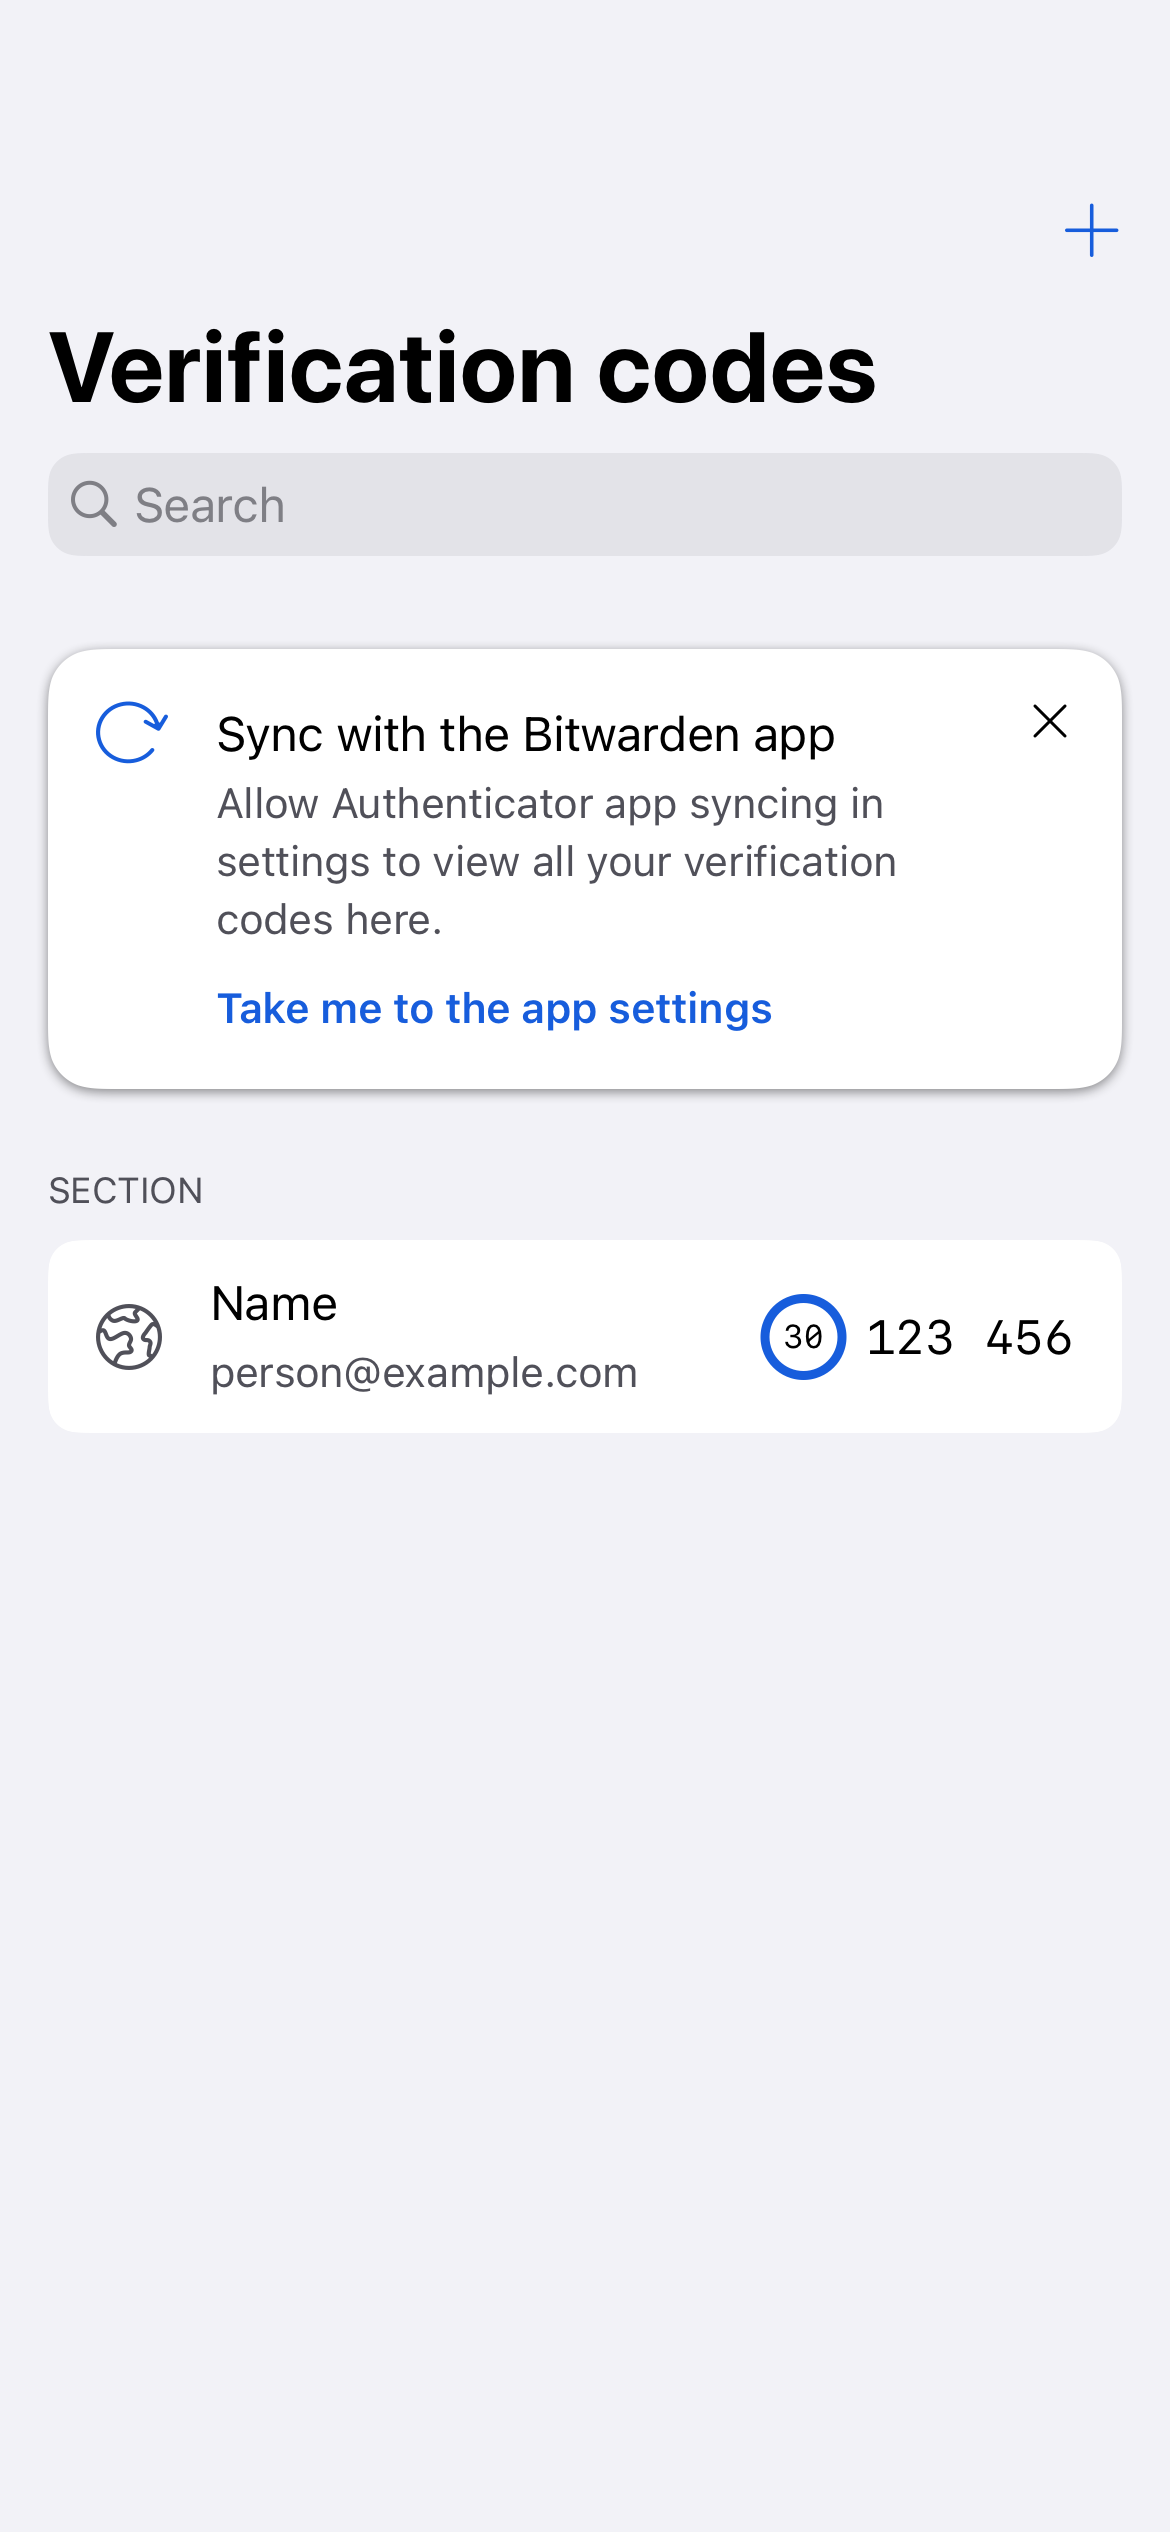 Verification codes
Search
Sync with the Bitwarden app
Allow Authenticator app syncing in
settings to view all your verification
codes here.
Take me to the app settings
SECTION
Name
person@example.com
30
123 456